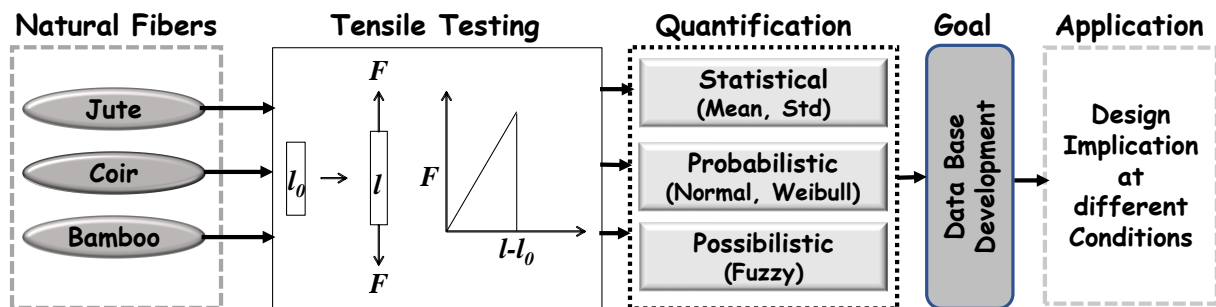 Natural Fibers
Jute
Coir
Bamboo
Tensile Testing
l0
F
l
F
F
l-l0
Quantification
Statistical
(Mean, Std)
Probabilistic
(Normal, Weibull)
Possibilistic
(Fuzzy)
Goal
Data Base
Development
Application
Design
Implication
at
different
Conditions